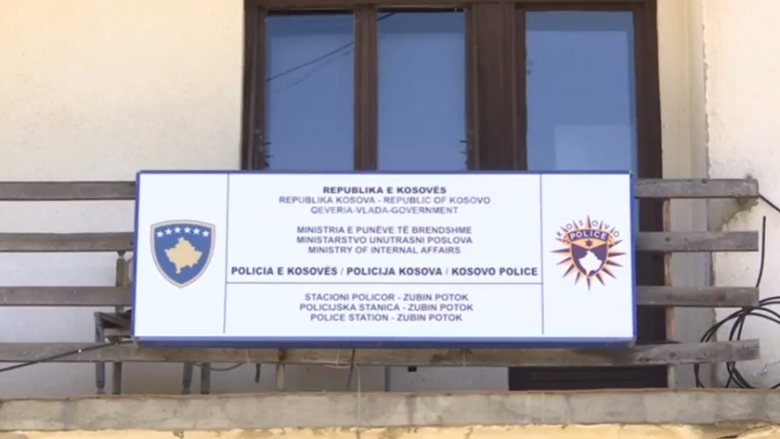 REPUBLIKA E KOSOVËS
REPUBLIKA KOSOVA - REPUBLIC OF KOSOVO
QEVERIA-VLADA-GOVERNMENT
MINISTRIA E PUNËVE TË BRENDSHME
MINISTARSTVO UNUTRASNI POSLOVA
MINISTRY OF INTERNAL AFFAIRS
POLICIA E KOSOVËS / POLICIJA KOSOVA / KOSOVO POLICE
STACIONI POLICOR - ZUBIN POTOK
POLICIJSKA STANICA - ZUBIN POTOK
POLICE STATION - ZUBIN POTOK
KOSOVO
POLICE